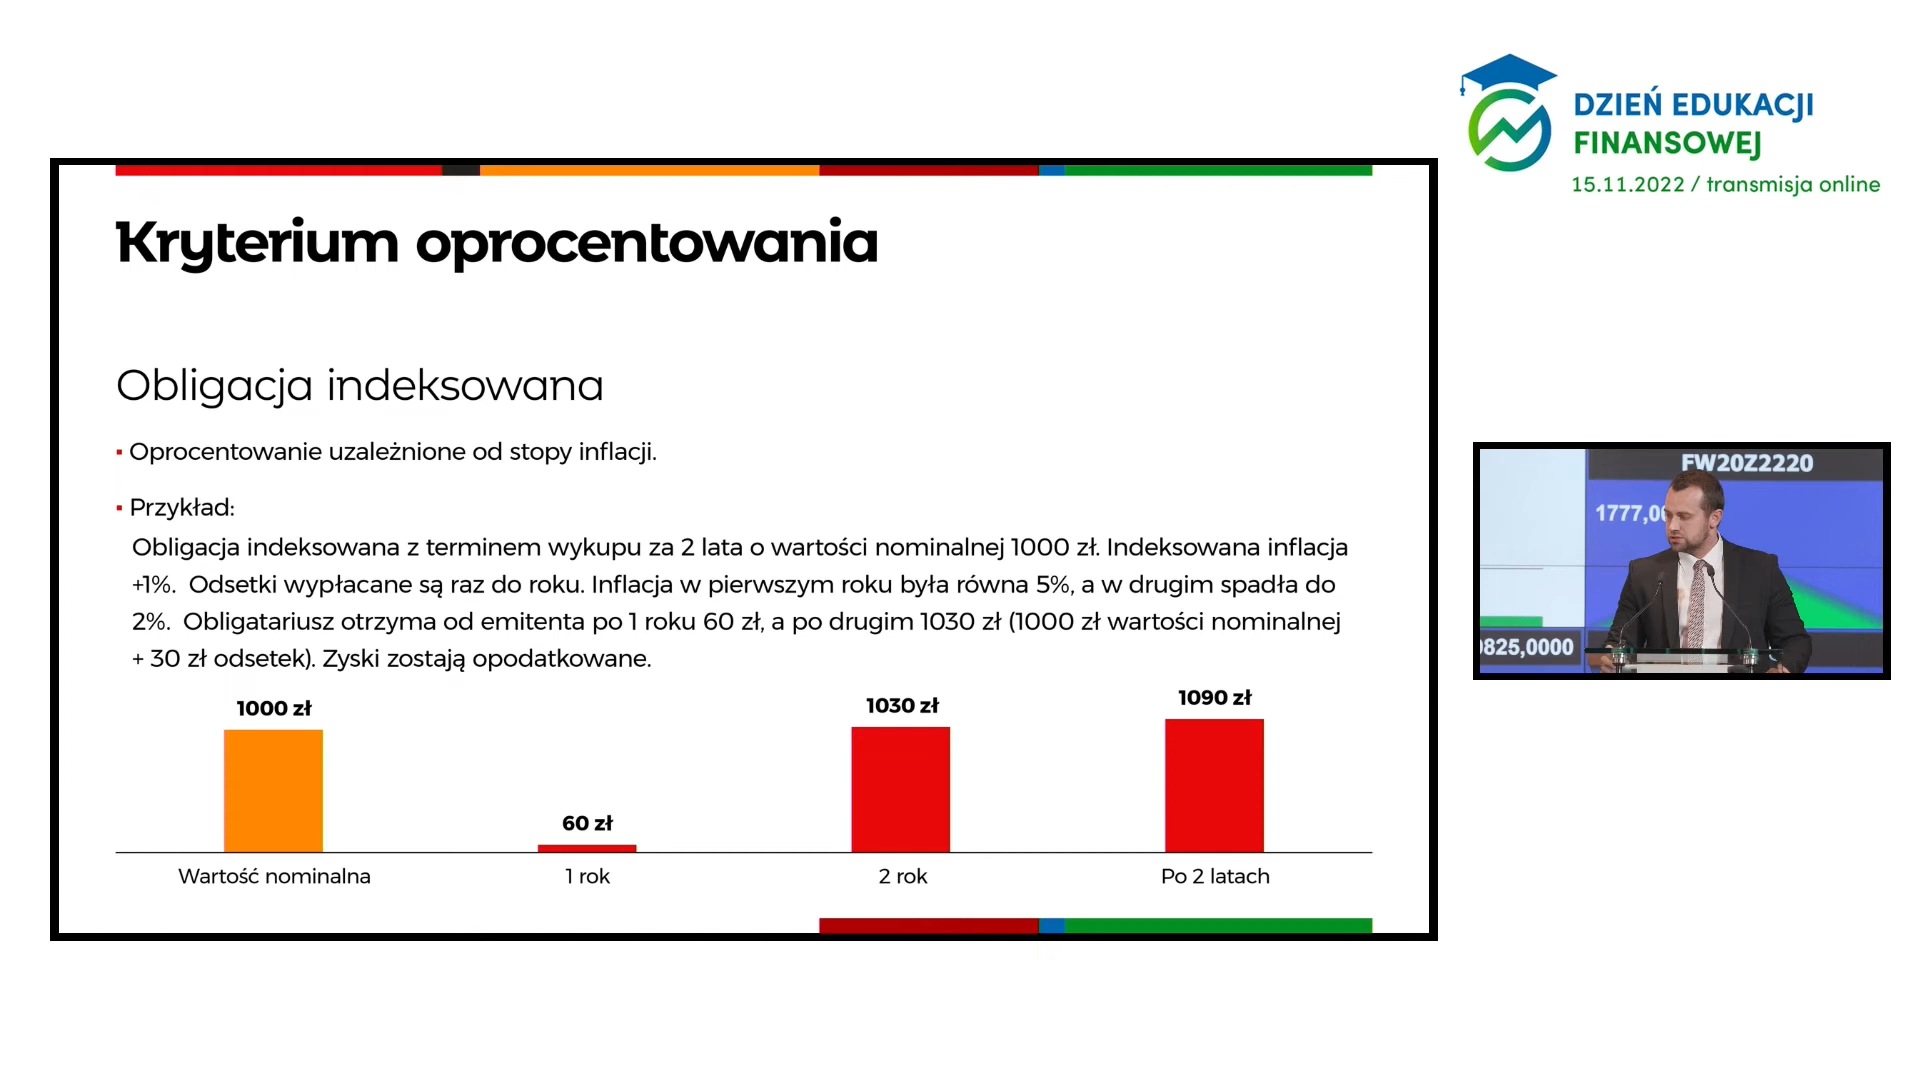 DZIEŃ EDUKACJI
FINANSOWEJ
15.11.2022 / transmisja online
Kryterium oprocentowania
Obligacja indeksowana
▪ Oprocentowanie uzależnione od stopy inflacji.
▪ Przykład:
Obligacja indeksowana z terminem wykupu za 2 lata o wartości nominalnej 1000 zł. Indeksowana inflacja
+1%. Odsetki wypłacane są raz do roku. Inflacja w pierwszym roku była równa 5%, a w drugim spadła do
2%. Obligatariusz otrzyma od emitenta po 1 roku 60 zł, a po drugim 1030 zł (1000 zł wartości nominalnej
+ 30 zł odsetek). Zyski zostają opodatkowane.
1000 zł
60 zł
1030 zł
1090 zł
Wartość nominalna
1 rok
2 rok
Po 2 latach
FW20Z2220
825,0000